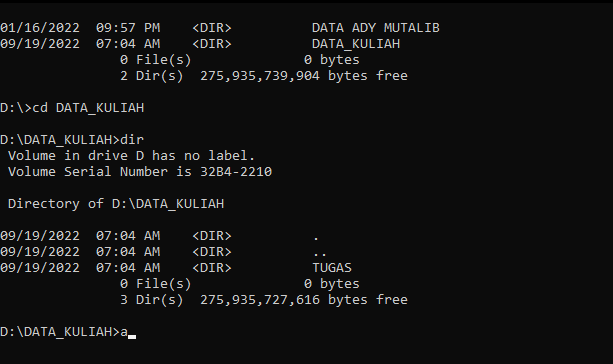 01/16/2022  09:57 PM    <DIR>          DATA ADY MUTALIB
09/19/2022  07:04 AM    <DIR>          DATA_KULIAH
               0 File(s)              0 bytes
               2 Dir(s)  275,935,739,904 bytes free
D:\>cd DATA_KULIAH
D:\DATA_KULIAH>dir
 Volume in drive D has no label.
 Volume Serial Number is 32B4-2210
 Directory of D:\DATA_KULIAH
09/19/2022  07:04 AM    <DIR>          .
09/19/2022  07:04 AM    <DIR>          ..
09/19/2022  07:04 AM    <DIR>          TUGAS
               0 File(s)              0 bytes
               3 Dir(s)  275,935,727,616 bytes free
D:\DATA_KULIAH>a